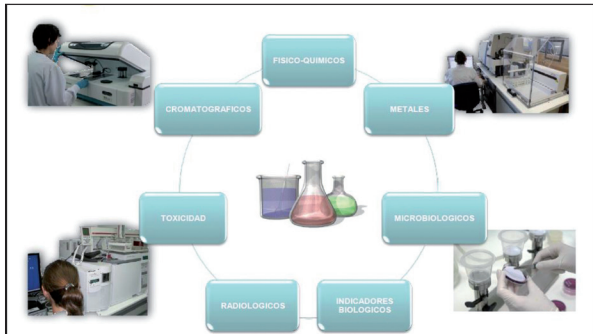 FISICO-QUIMICOS
METALES
MICROBIOLOGICOS
INDICADORES
BIOLOGICOS
RADIOLOGICOS
TOXICIDAD
CROMATOGRAFICOS